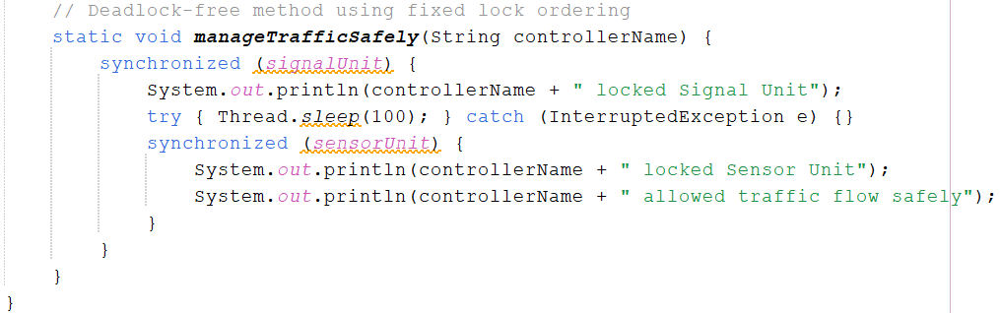 // Deadlock-free method using fixed lock ordering
static void manageTrafficSafely(String controllerName) {
synchronized (signalUnit) {
System.out.println(controllerName + " locked Signal Unit");
try { Thread.sleep(100); } catch (InterruptedException e) {}
synchronized (sensorUnit) {
System.out.println(controllerName + " locked Sensor Unit");
System.out.println(controllerName + " allowed traffic flow safely");
}
}
}
}